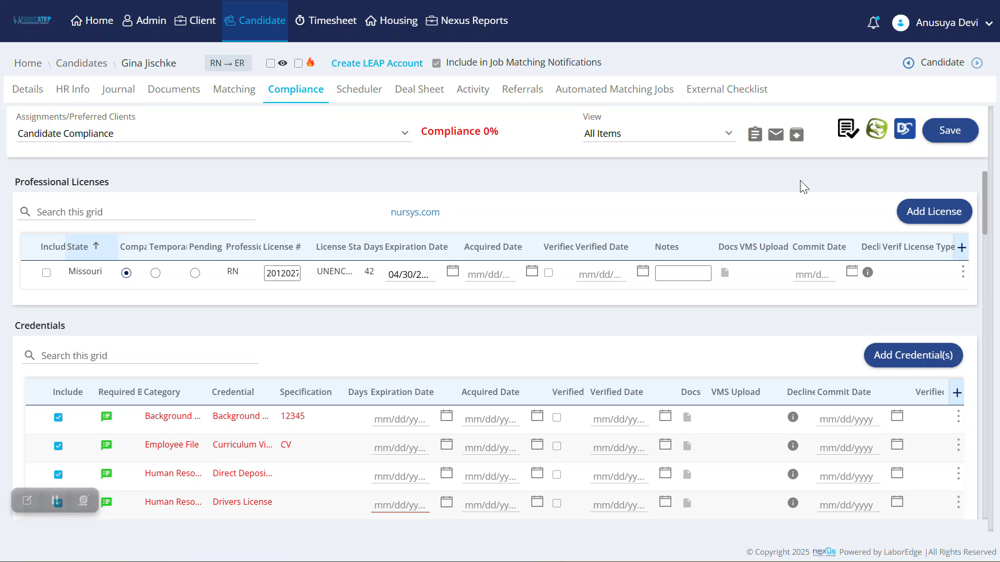 FIRST STEP
Home Admin Client Candidate Timesheet Housing Nexus Reports Anusuya Devi
Home \ Candidates \ Gina Jischke RN → ER Create LEAP Account Include in Job Matching Notifications Candidate
Details HR Info Journal Documents Matching Compliance Scheduler Deal Sheet Activity Referrals Automated Matching Jobs External Checklist
Assignments/Preferred Clients View
Candidate Compliance Compliance 0% All Items DS Save
Professional Licenses
Search this grid nursys.com Add License
Includ State Compa Temporar Pending Professic License # License Sta Days Expiration Date Acquired Date Verifiec Verified Date Notes Docs VMS Upload Commit Date Decli Verif License Type +
Missouri RN 2012027 UNENC... 42 04/30/2... mm/dd/... mm/dd/... mm/d...
Credentials
Search this grid Add Credential(s)
Include Required E Category Credential Specification Days Expiration Date Acquired Date Verified Verified Date Docs VMS Upload Decline Commit Date Verified +
Background ... Background ... 12345 mm/dd/yy... mm/dd/yy... mm/dd/yy... mm/dd/yyyy
Employee File Curriculum Vi... CV mm/dd/yy... mm/dd/yy... mm/dd/yy... mm/dd/yyyy
Human Reso... Direct Deposi... mm/dd/yy... mm/dd/yy... mm/dd/yy... mm/dd/yyyy
Human Reso... Drivers License mm/dd/yy... mm/dd/yy... mm/dd/yy... mm/dd/yyyy
© Copyright 2025 nexus Powered by LaborEdge |All Rights Reserved